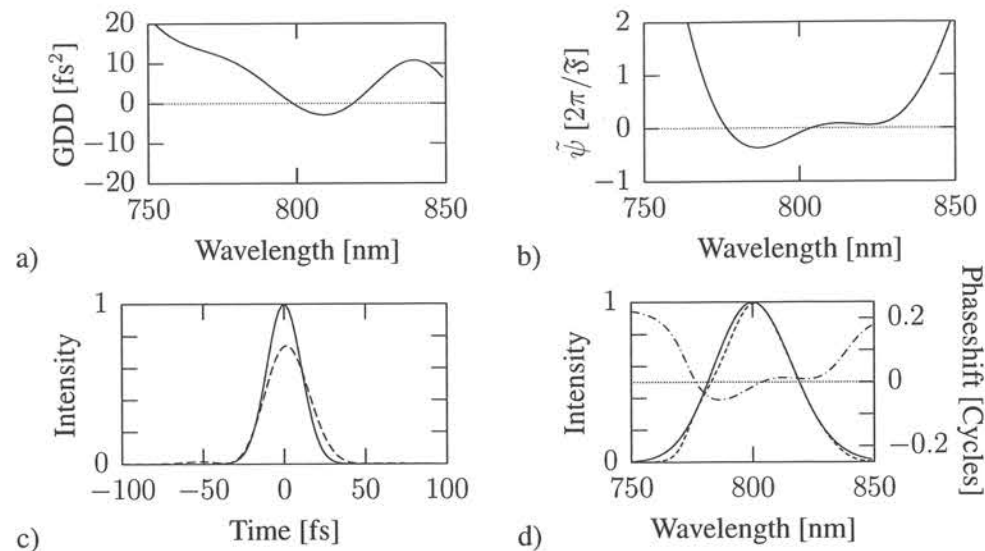 20
10
0
−10
−20
GDD [fs²]
750
800
850
Wavelength [nm]
a)
2
1
0
−1
ψ̃ [2π/𝔉]
750
800
850
Wavelength [nm]
b)
1
0
Intensity
−100
−50
0
50
100
Time [fs]
c)
1
0
Intensity
0.2
0
−0.2
Phaseshift [Cycles]
750
800
850
Wavelength [nm]
d)